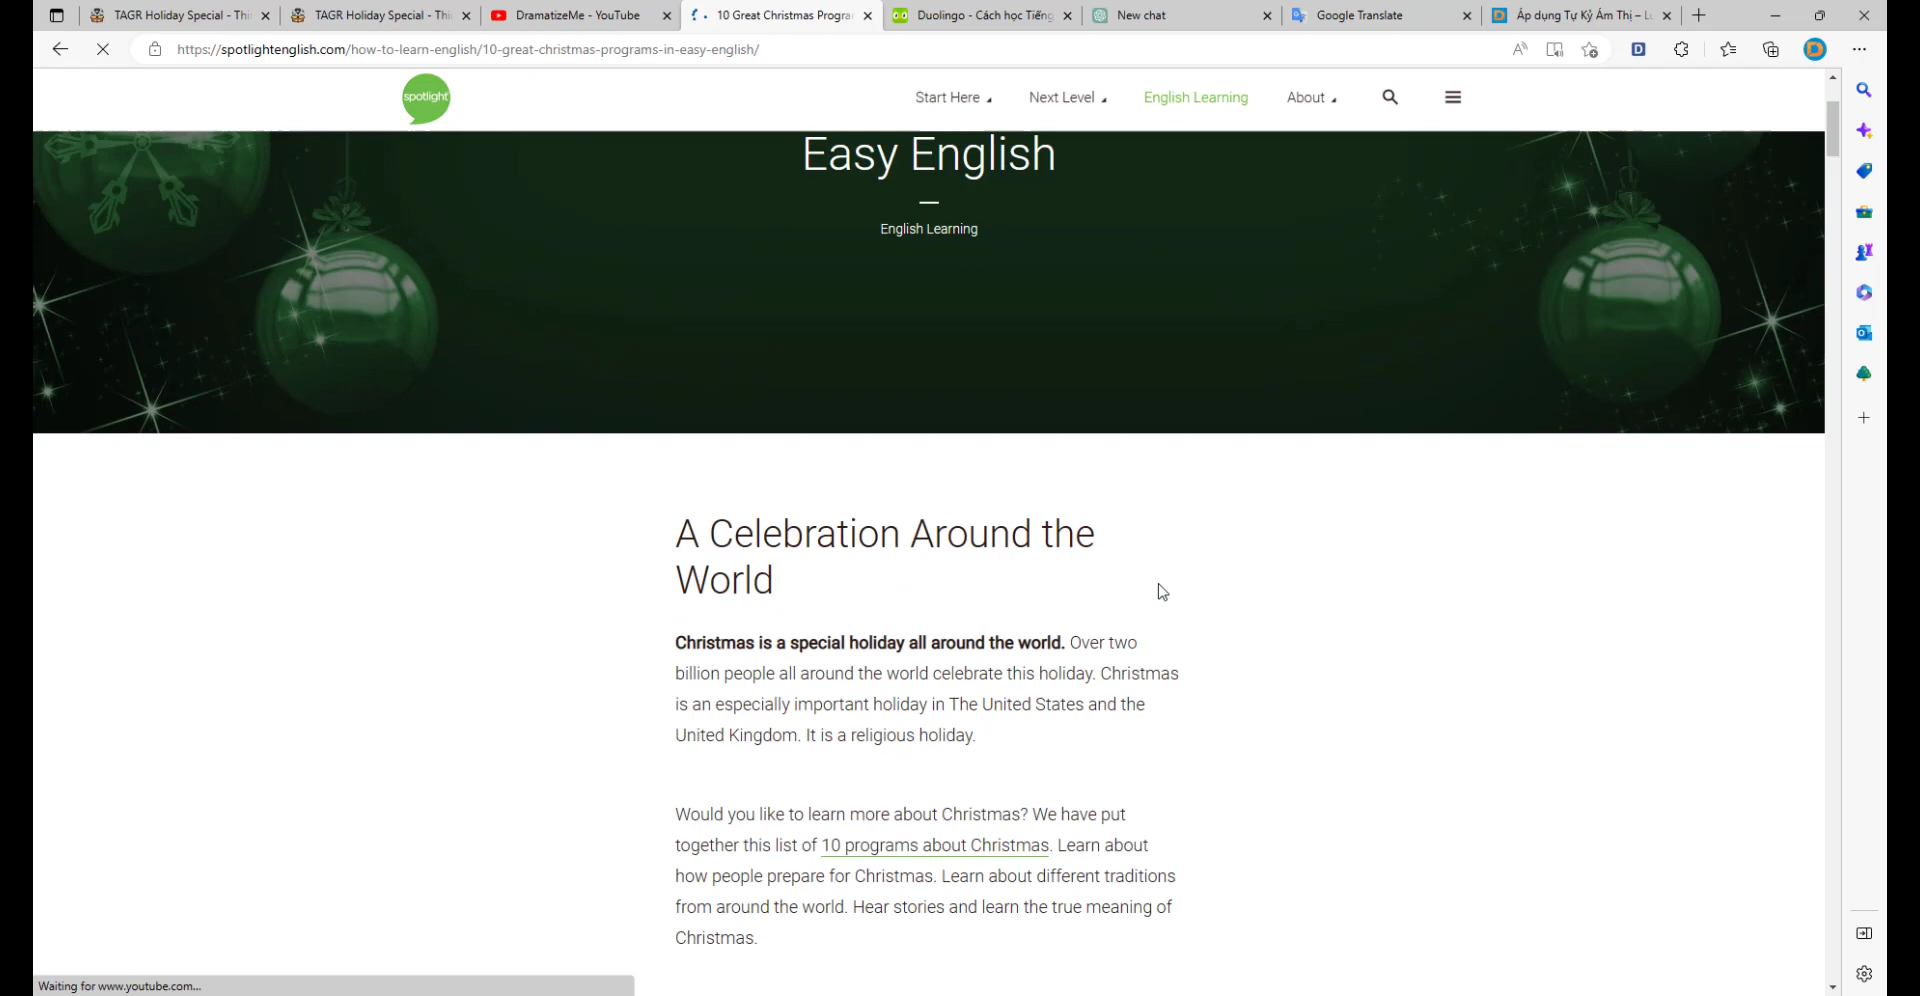 TAGR Holiday Special - Thi
TAGR Holiday Special - Thi
DramatizeMe - YouTube
10 Great Christmas Progra
Duolingo - Cách học Tiếng
New chat
Google Translate
Áp dụng Tự Kỷ Ám Thị – L
https://spotlightenglish.com/how-to-learn-english/10-great-christmas-programs-in-easy-english/
spotlight
Start Here
Next Level
English Learning
About
Easy English
English Learning
A Celebration Around the
World
Christmas is a special holiday all around the world. Over two
billion people all around the world celebrate this holiday. Christmas
is an especially important holiday in The United States and the
United Kingdom. It is a religious holiday.
Would you like to learn more about Christmas? We have put
together this list of 10 programs about Christmas. Learn about
how people prepare for Christmas. Learn about different traditions
from around the world. Hear stories and learn the true meaning of
Christmas.
Waiting for www.youtube.com...